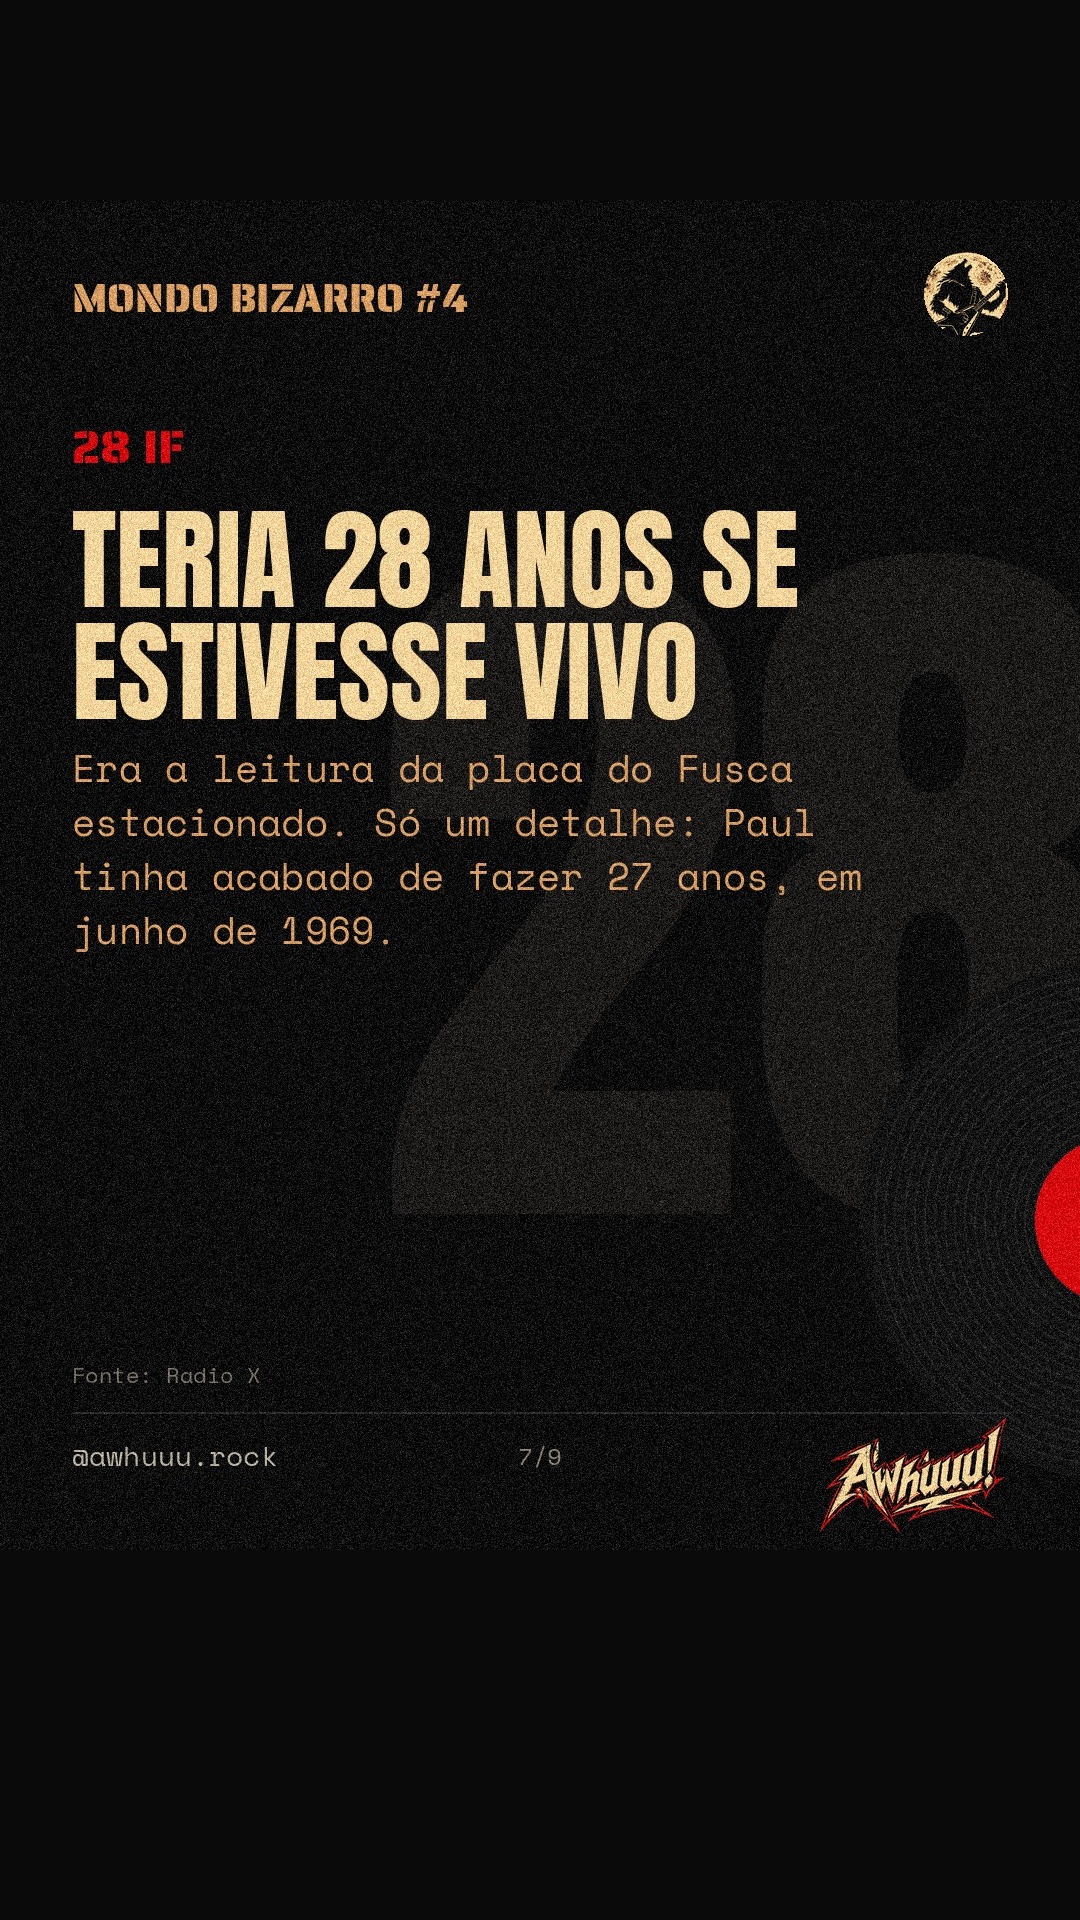 MONDO BIZARRO #4
28 IF
TERIA 28 ANOS SE
ESTIVESSE VIVO
Era a leitura da placa do Fusca
estacionado. Só um detalhe: Paul
tinha acabado de fazer 27 anos, em
junho de 1969.
28
Fonte: Radio X
@awhuuu.rock
7/9
Awhuuu!